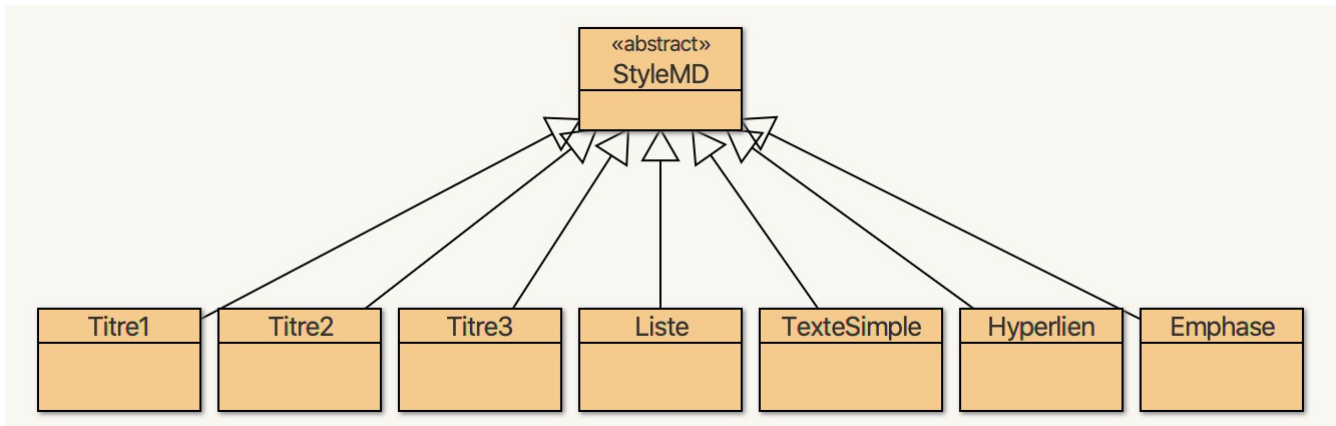 «abstract»
StyleMD
Titre1
Titre2
Titre3
Liste
TexteSimple
Hyperlien
Emphase